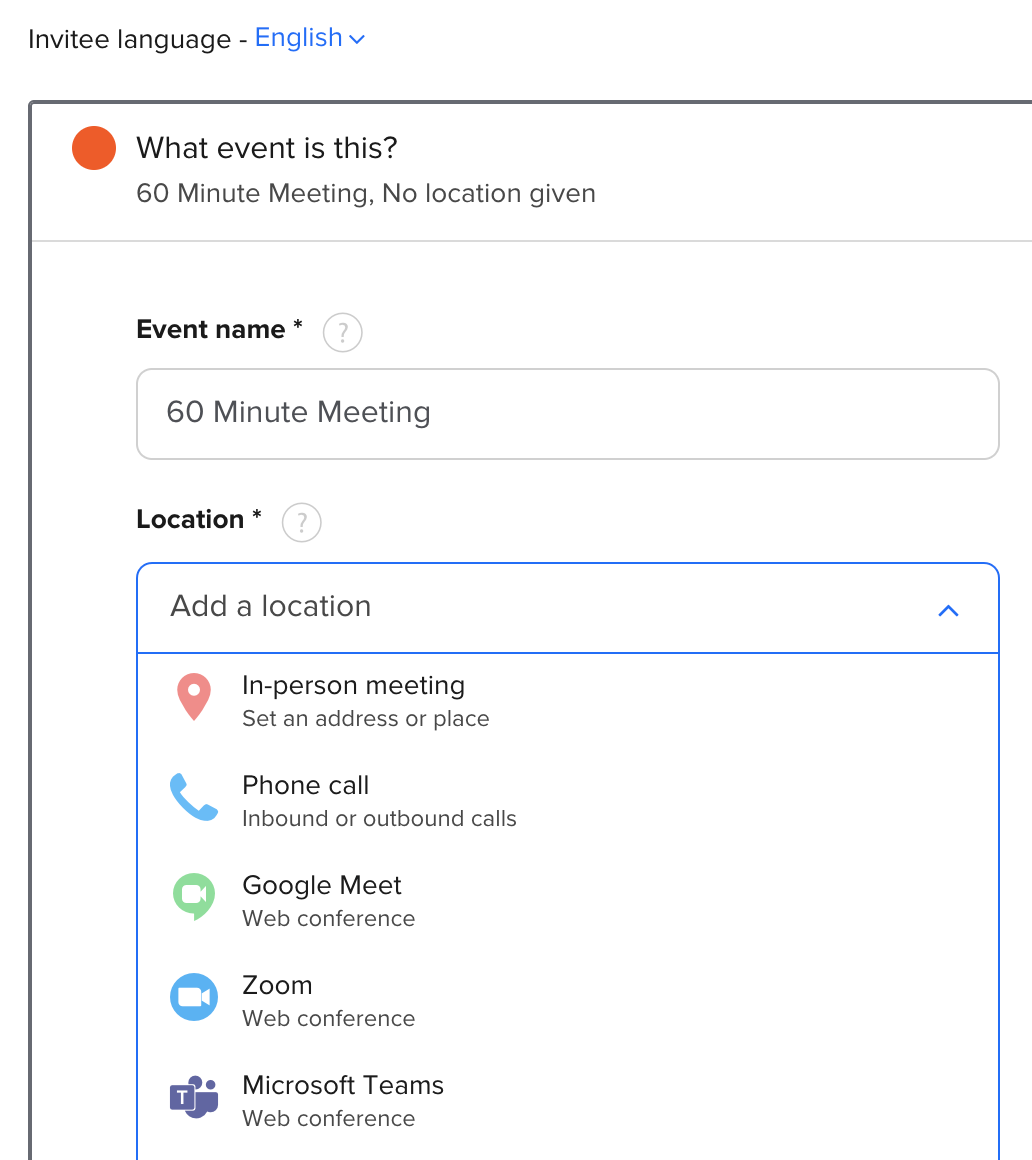 Invitee language - English
What event is this?
60 Minute Meeting, No location given
Event name * ?
60 Minute Meeting
Location * ?
Add a location
In-person meeting
Set an address or place
Phone call
Inbound or outbound calls
Google Meet
Web conference
Zoom
Web conference
T
Microsoft Teams
Web conference